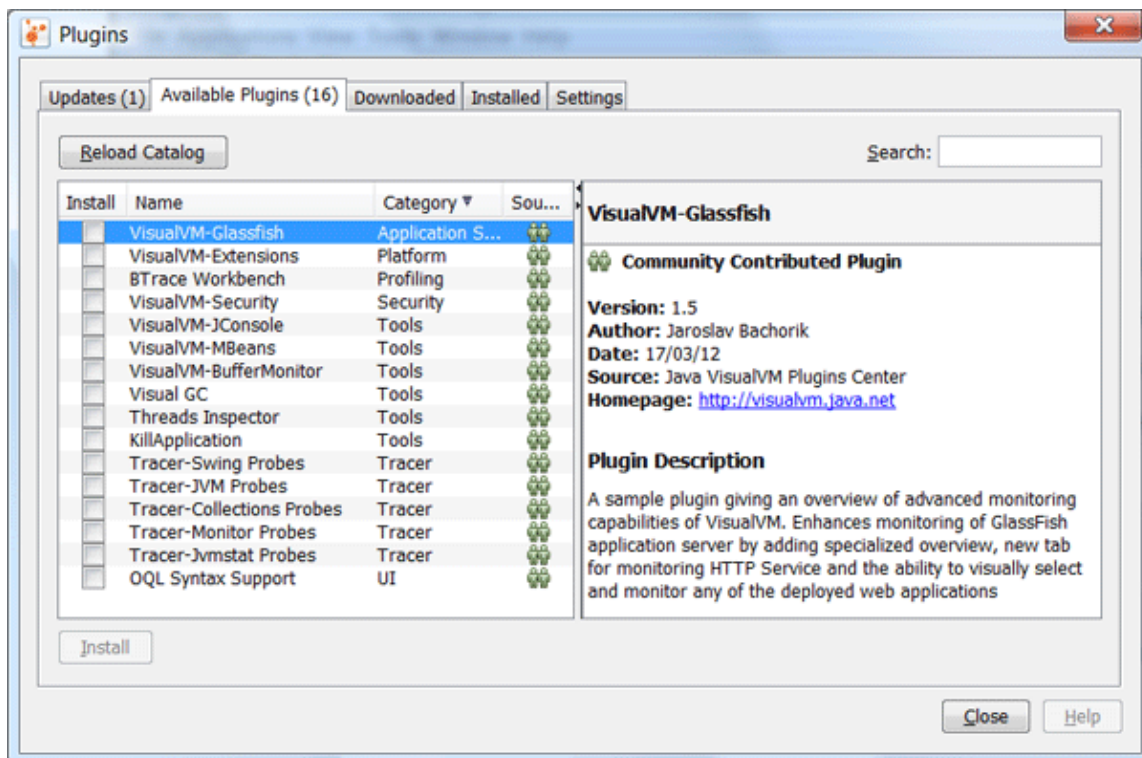 Plugins
Updates (1) Available Plugins (16) Downloaded Installed Settings
Reload Catalog Search:
Install Name Category Sou...
VisualVM-Glassfish Application S...
VisualVM-Extensions Platform
BTrace Workbench Profiling
VisualVM-Security Security
VisualVM-JConsole Tools
VisualVM-MBeans Tools
VisualVM-BufferMonitor Tools
Visual GC Tools
Threads Inspector Tools
KillApplication Tools
Tracer-Swing Probes Tracer
Tracer-JVM Probes Tracer
Tracer-Collections Probes Tracer
Tracer-Monitor Probes Tracer
Tracer-Jvmstat Probes Tracer
OQL Syntax Support UI
VisualVM-Glassfish
Community Contributed Plugin
Version: 1.5
Author: Jaroslav Bachorik
Date: 17/03/12
Source: Java VisualVM Plugins Center
Homepage: http://visualvm.java.net
Plugin Description
A sample plugin giving an overview of advanced monitoring
capabilities of VisualVM. Enhances monitoring of GlassFish
application server by adding specialized overview, new tab
for monitoring HTTP Service and the ability to visually select
and monitor any of the deployed web applications
Install
Close Help